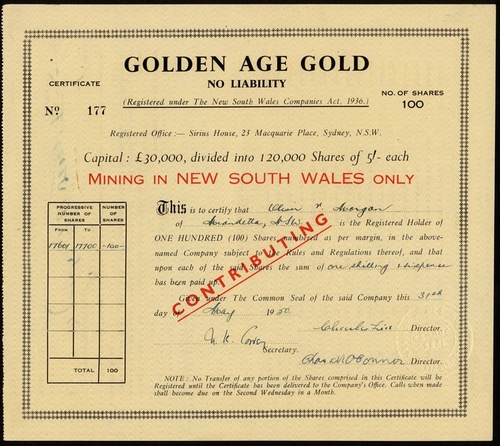 GOLDEN AGE GOLD
NO LIABILITY
CERTIFICATE
No 177
(Registered under The New South Wales Companies Act, 1936.)
NO. OF SHARES
100
Registered Office :— Sirius House, 23 Macquarie Place, Sydney, N.S.W.
Capital : £30,000, divided into 120,000 Shares of 5/- each
MINING IN NEW SOUTH WALES ONLY
PROGRESSIVE NUMBER OF SHARES
NUMBER OF SHARES
FROM TO
17601 17700 -100-
TOTAL 100
This is to certify that Morgan
of N.S.W. is the Registered Holder of
ONE HUNDRED (100) Shares numbered as per margin, in the above-
named Company subject to the Rules and Regulations thereof, and that
upon each of the said Shares the sum of one shilling & sixpence
has been paid up.
CONTRIBUTING
Given under the Common Seal of the said Company this 31st
day of May 1950
Director.
Secretary.
O'Connor Director.
NOTE : No Transfer of any portion of the Shares comprised in this Certificate will be
Registered until the Certificate has been delivered to the Company's Office. Calls when made
shall become due on the Second Wednesday in a Month.